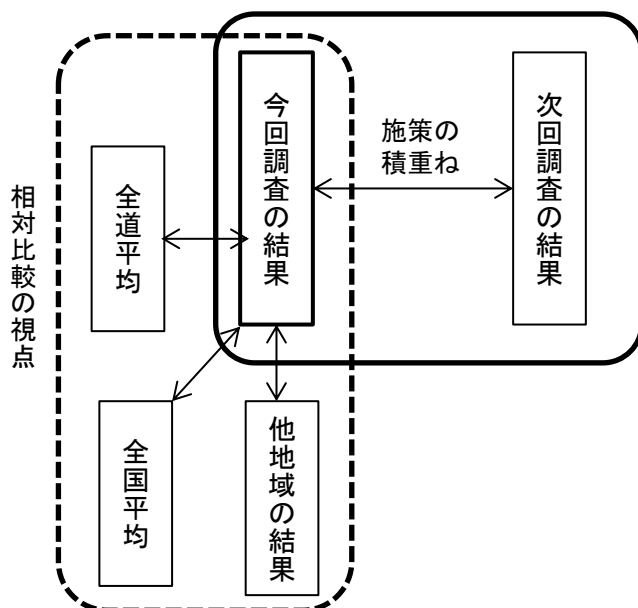 相対比較の視点
全道平均
今回調査の結果
施策の
積重ね
次回調査の結果
全国平均
他地域の結果